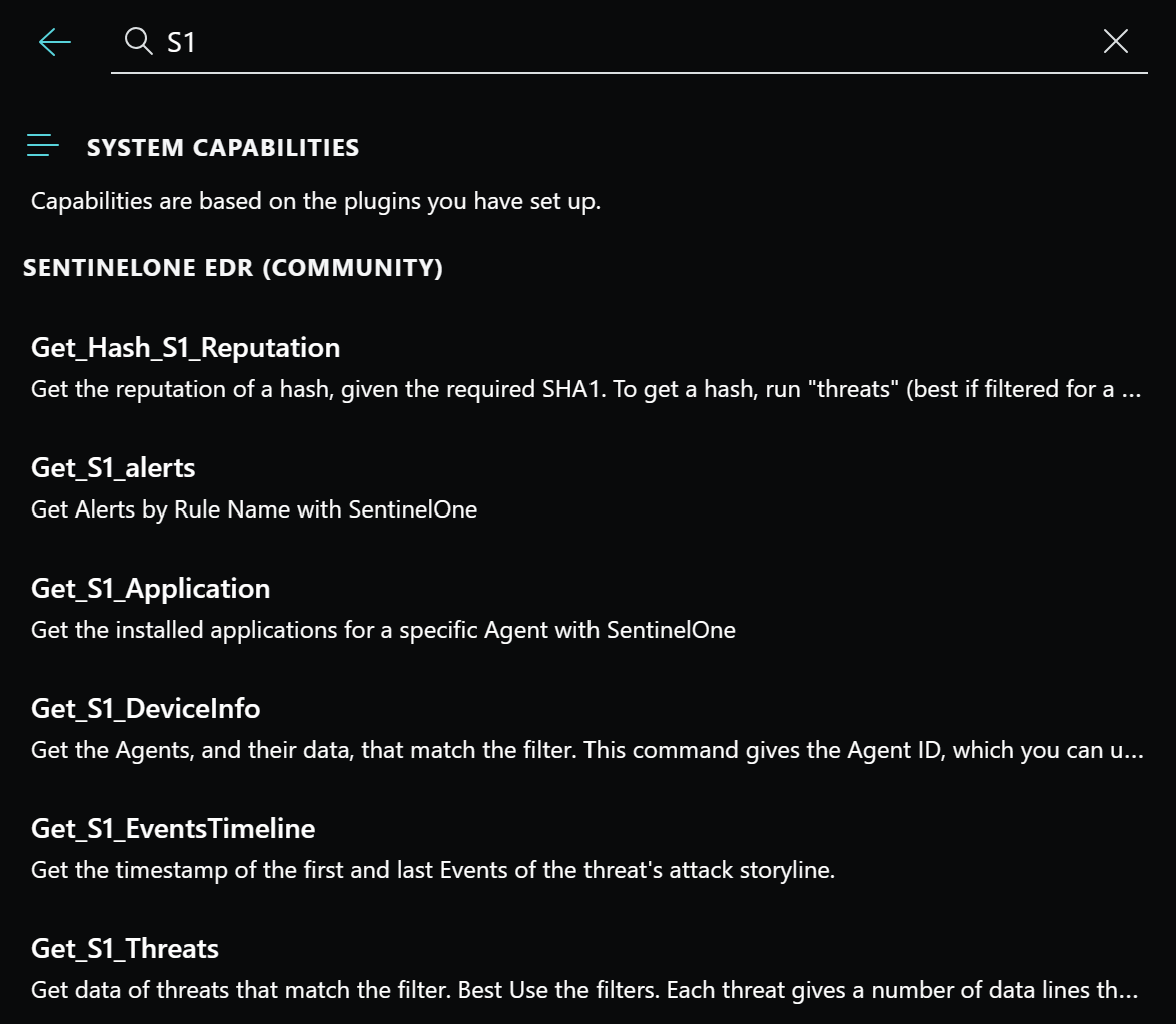 S1
SYSTEM CAPABILITIES
Capabilities are based on the plugins you have set up.
SENTINELONE EDR (COMMUNITY)
Get_Hash_S1_Reputation
Get the reputation of a hash, given the required SHA1. To get a hash, run "threats" (best if filtered for a ...
Get_S1_alerts
Get Alerts by Rule Name with SentinelOne
Get_S1_Application
Get the installed applications for a specific Agent with SentinelOne
Get_S1_DeviceInfo
Get the Agents, and their data, that match the filter. This command gives the Agent ID, which you can u...
Get_S1_EventsTimeline
Get the timestamp of the first and last Events of the threat's attack storyline.
Get_S1_Threats
Get data of threats that match the filter. Best Use the filters. Each threat gives a number of data lines th...